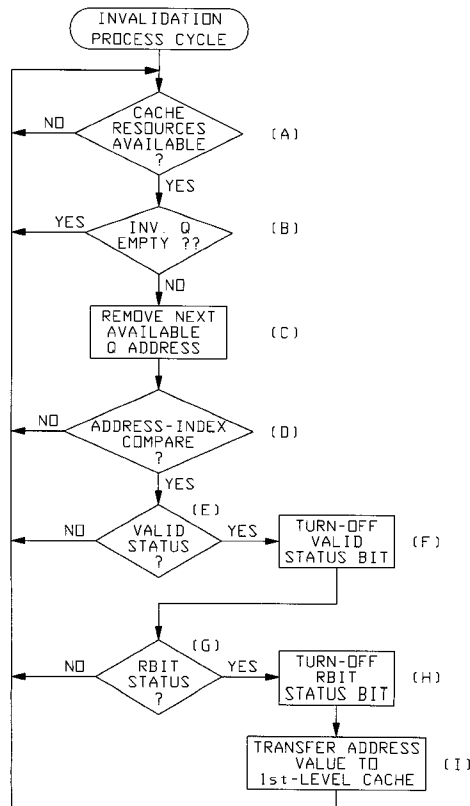 INVALIDATION
PROCESS CYCLE
CACHE
RESOURCES
AVAILABLE
?
NO
(A)
YES
INV. Q
EMPTY ??
YES
(B)
NO
REMOVE NEXT
AVAILABLE
Q ADDRESS
(C)
ADDRESS-INDEX
COMPARE
?
NO
(D)
YES
(E)
VALID
STATUS
?
NO
YES
TURN-OFF
VALID
STATUS BIT
(F)
(G)
RBIT
STATUS
?
NO
YES
TURN-OFF
RBIT
STATUS BIT
(H)
TRANSFER ADDRESS
VALUE TO
1st-LEVEL CACHE
(I)